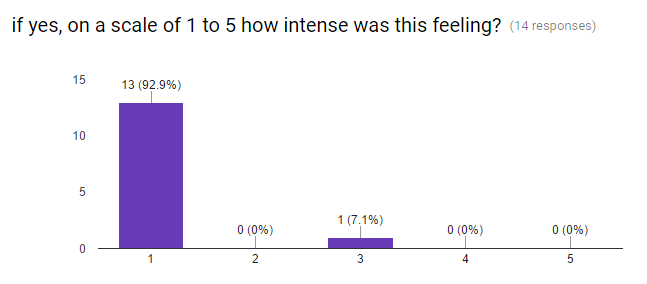 if yes, on a scale of 1 to 5 how intense was this feeling? (14 responses)
15
13 (92.9%)
10
5
1 (7.1%)
0 (0%) 0 (0%) 0 (0%)
0
1 2 3 4 5